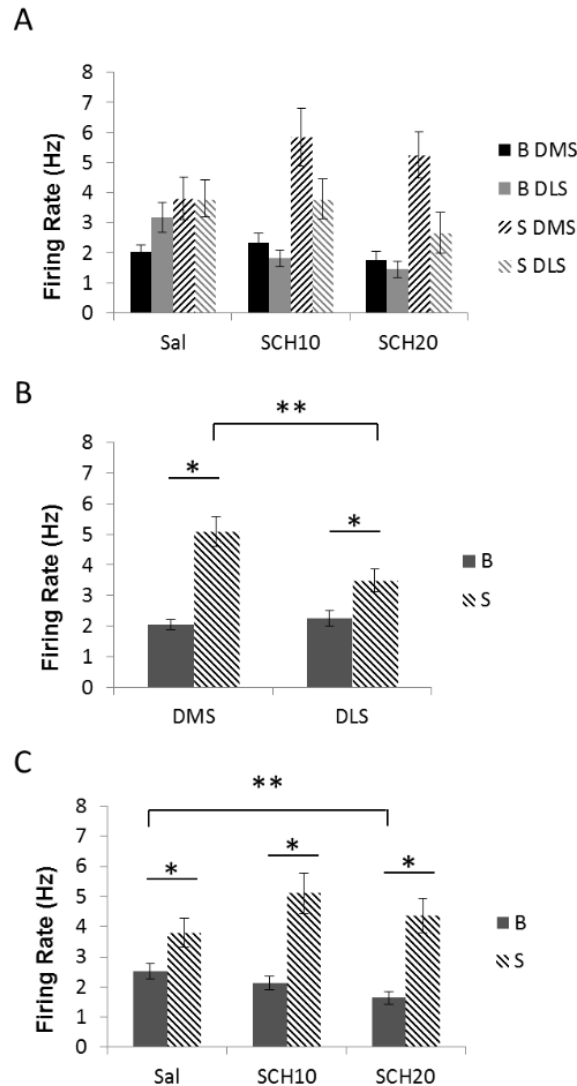 A
Firing Rate (Hz)
8
7
6
5
4
3
2
1
0
Sal SCH10 SCH20
B DMS
B DLS
S DMS
S DLS
B
Firing Rate (Hz)
8
7
6
5
4
3
2
1
0
**
*
*
DMS DLS
B
S
C
Firing Rate (Hz)
8
7
6
5
4
3
2
1
0
**
*
*
*
Sal SCH10 SCH20
B
S